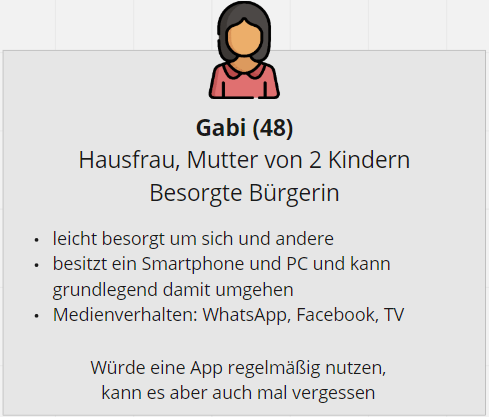 Gabi (48)
Hausfrau, Mutter von 2 Kindern
Besorgte Bürgerin
• leicht besorgt um sich und andere
• besitzt ein Smartphone und PC und kann
grundlegend damit umgehen
• Medienverhalten: WhatsApp, Facebook, TV
Würde eine App regelmäßig nutzen,
kann es aber auch mal vergessen